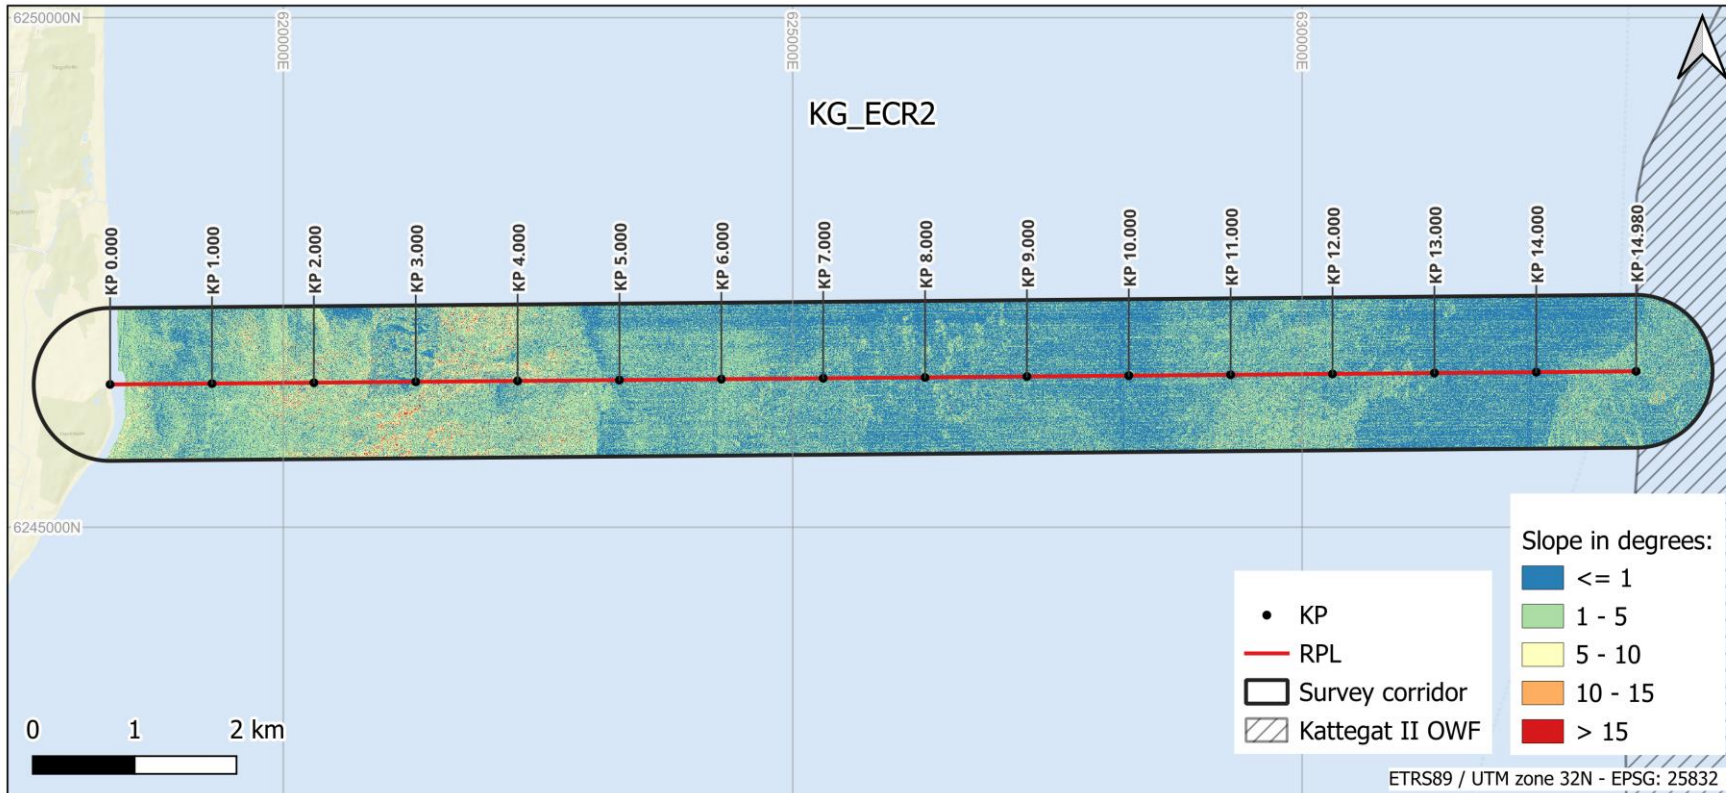 6250000N
620000E
625000E
630000E
KG_ECR2
KP 0.000
KP 1.000
KP 2.000
KP 3.000
KP 4.000
KP 5.000
KP 6.000
KP 7.000
KP 8.000
KP 9.000
KP 10.000
KP 11.000
KP 12.000
KP 13.000
KP 14.000
KP 14.980
6245000N
Slope in degrees:
<= 1
1 - 5
5 - 10
10 - 15
> 15
KP
RPL
Survey corridor
Kattegat II OWF
0 1 2 km
ETRS89 / UTM zone 32N - EPSG: 25832